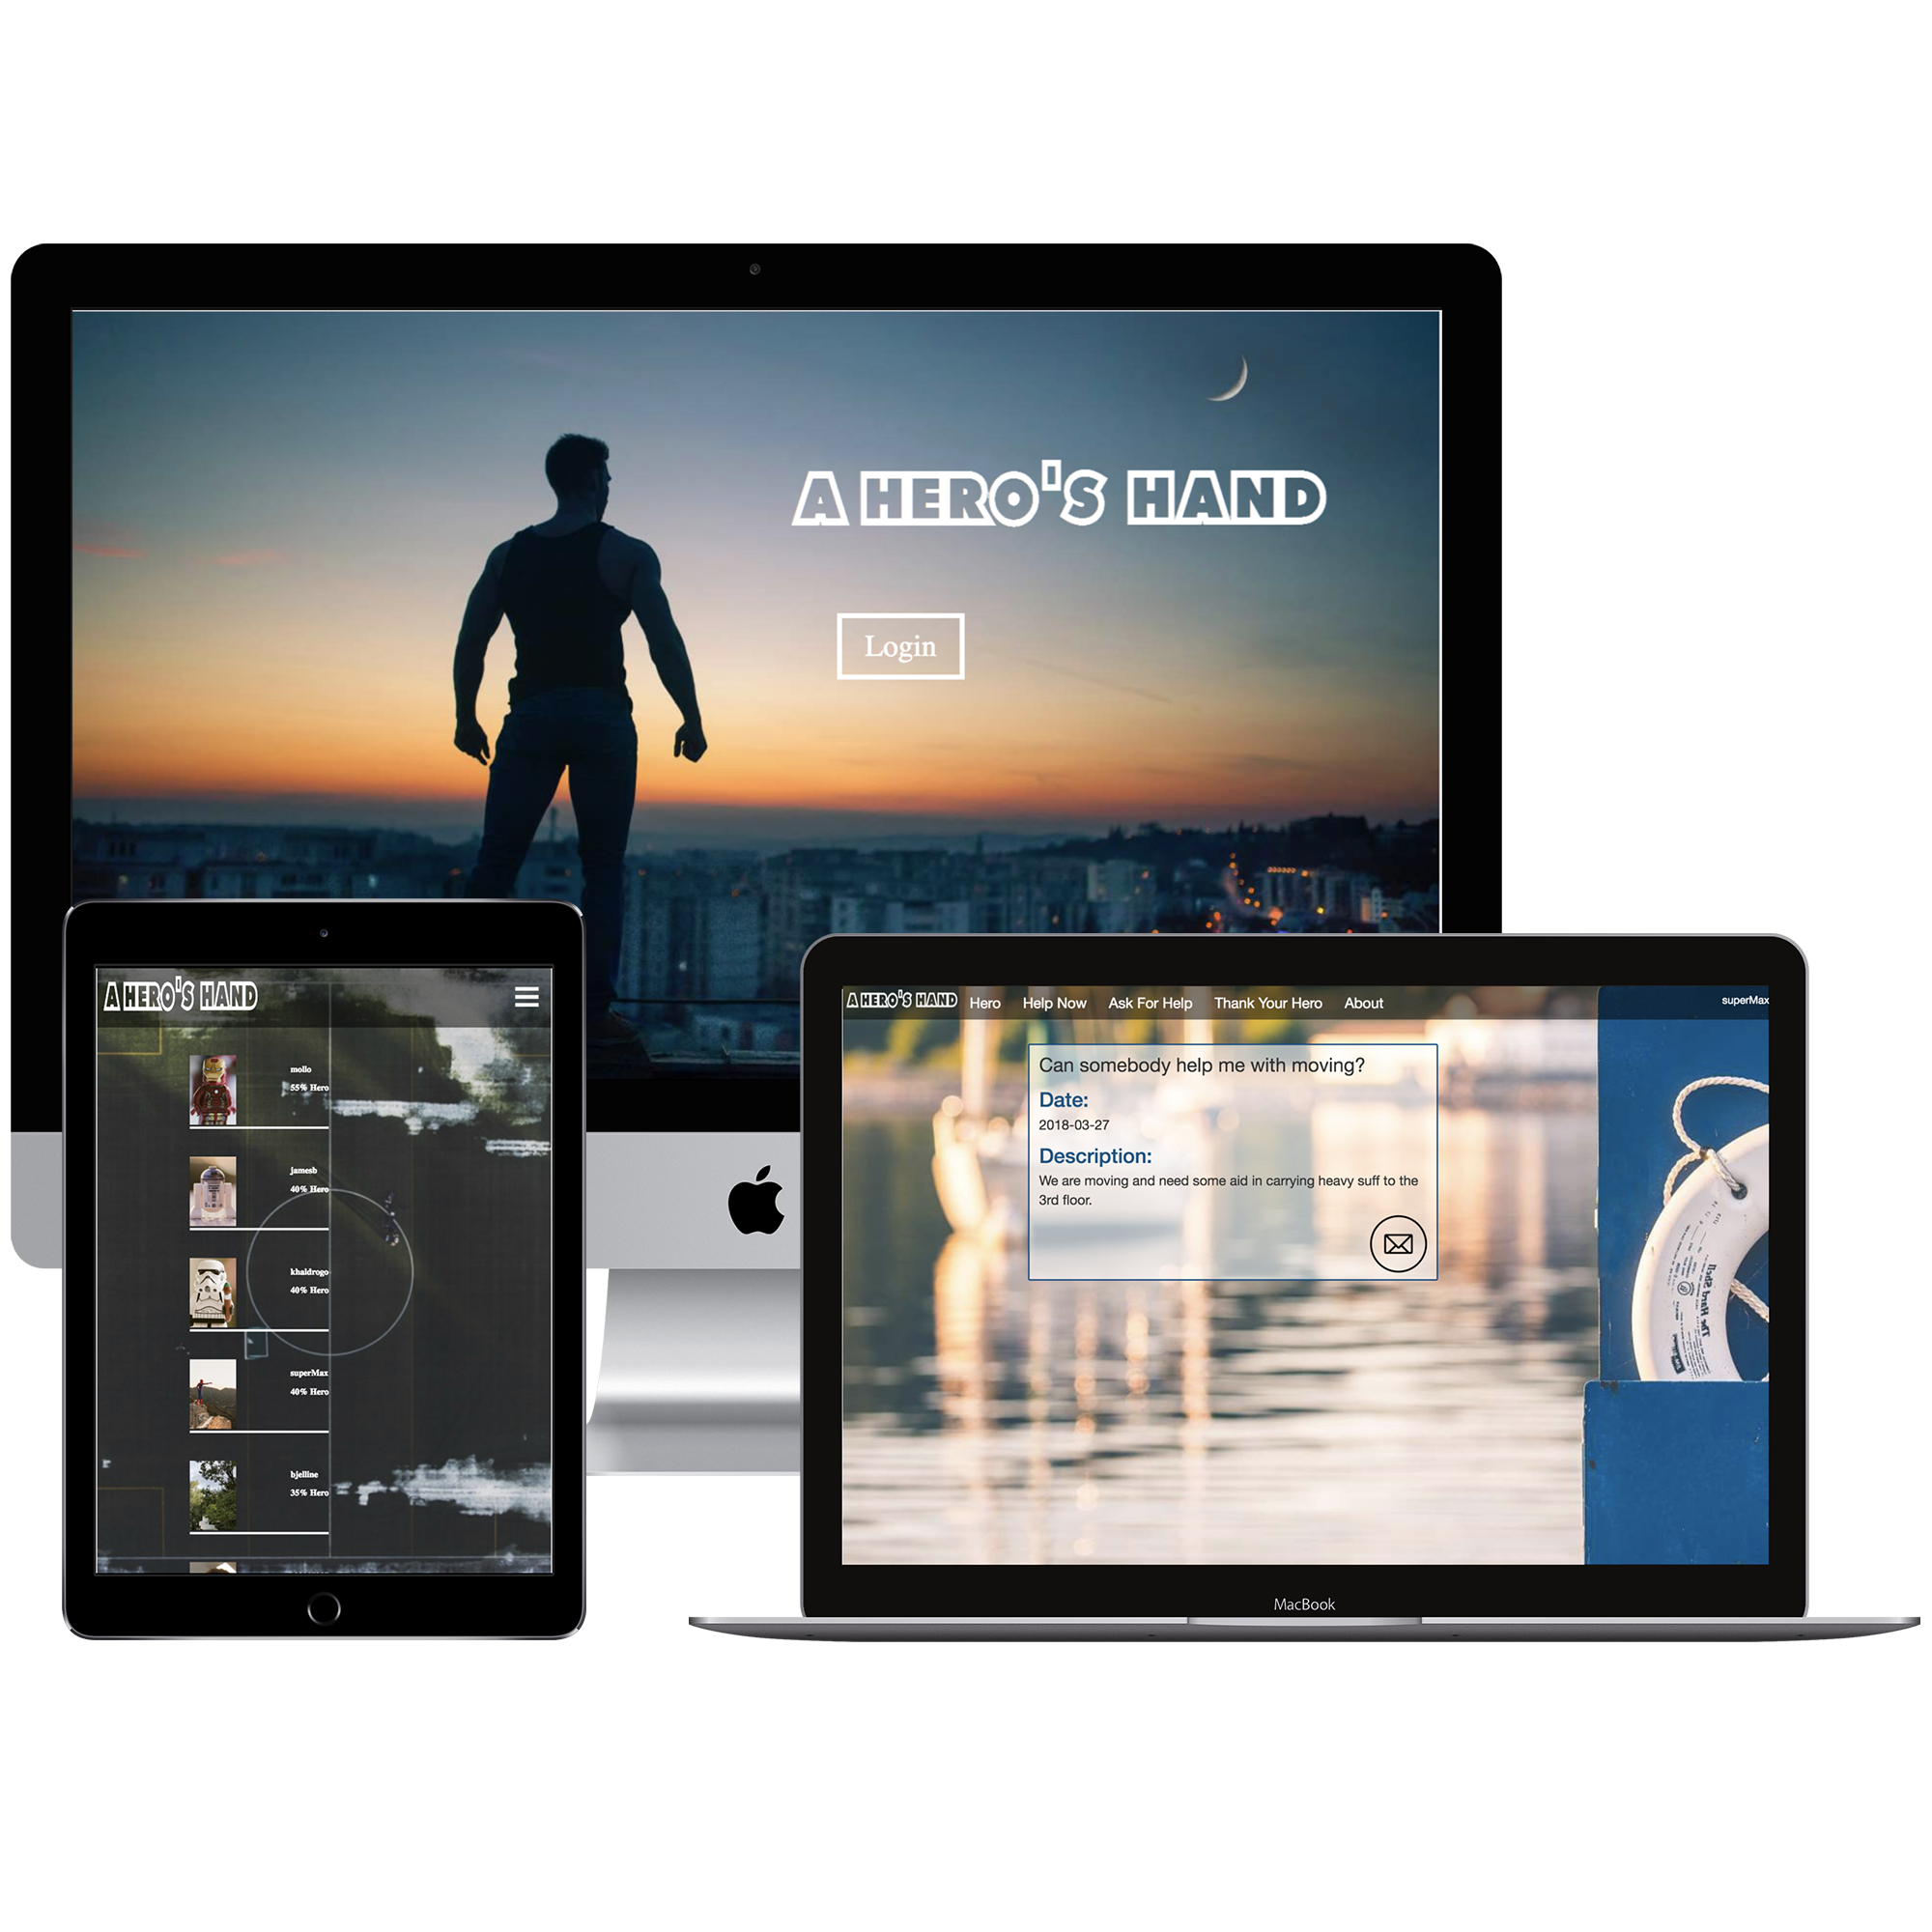 A HERO'S HAND
Login
A HERO'S HAND
mollo
55% Hero
jamesb
40% Hero
khaldrogo
40% Hero
superMax
40% Hero
bjelline
35% Hero
A HERO'S HAND Hero Help Now Ask For Help Thank Your Hero About superMax
Can somebody help me with moving?
Date:
2018-03-27
Description:
We are moving and need some aid in carrying heavy suff to the
3rd floor.
MacBook